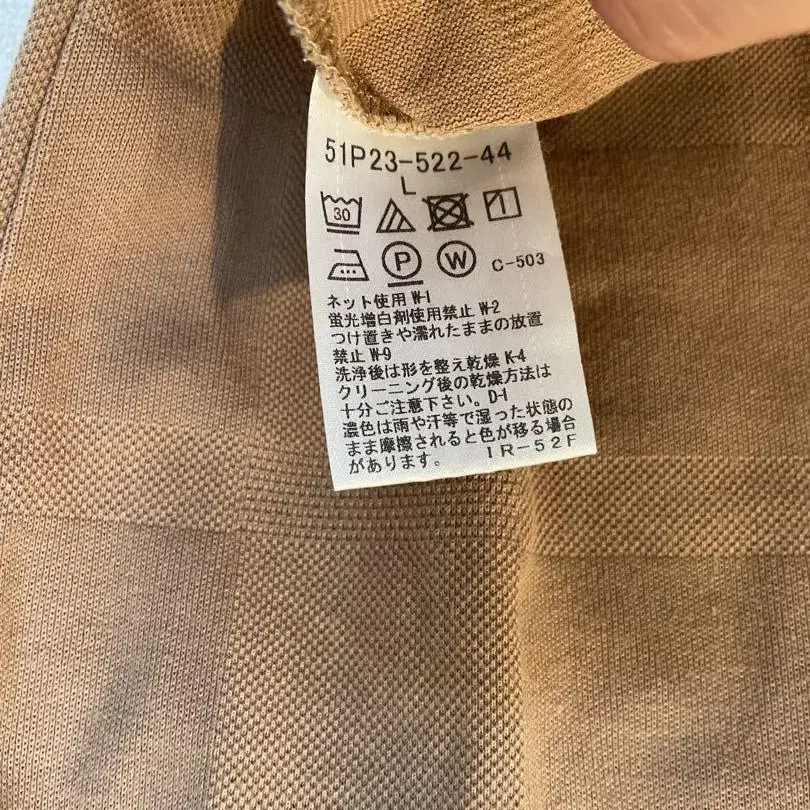 51P23-522-44
L
30
P W C-503
ネット使用 W-1
蛍光増白剤使用禁止 W-2
つけ置きや濡れたままの放置
禁止 W-9
洗浄後は形を整え乾燥 K-4
クリーニング後の乾燥方法は
十分ご注意下さい。D-1
濃色は雨や汗等で湿った状態の
まま摩擦されると色が移る場合
があります。 IR-52F